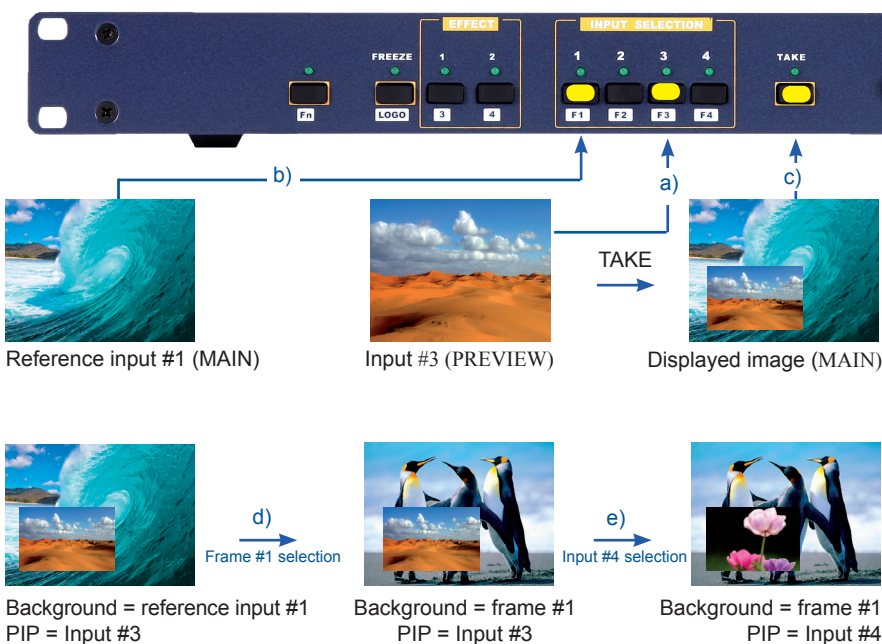 EFFECT
INPUT SELECTION
FREEZE 1 2 1 2 3 4 TAKE
Fn LOGO 3 4 F1 F2 F3 F4
b)
a)
c)
TAKE
Reference input #1 (MAIN)
Input #3 (PREVIEW)
Displayed image (MAIN)
d)
Frame #1 selection
e)
Input #4 selection
Background = reference input #1
PIP = Input #3
Background = frame #1
PIP = Input #3
Background = frame #1
PIP = Input #4